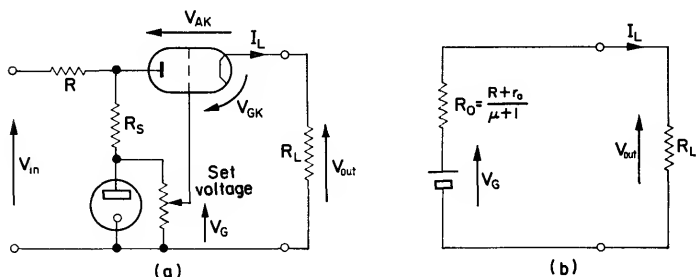 V_AK
I_L
R
V_GK
R_S
R_L
V_in
Set
voltage
V_out
V_G
(a)
I_L
R_O = (R + r_a) / (μ + 1)
V_out
R_L
V_G
(b)